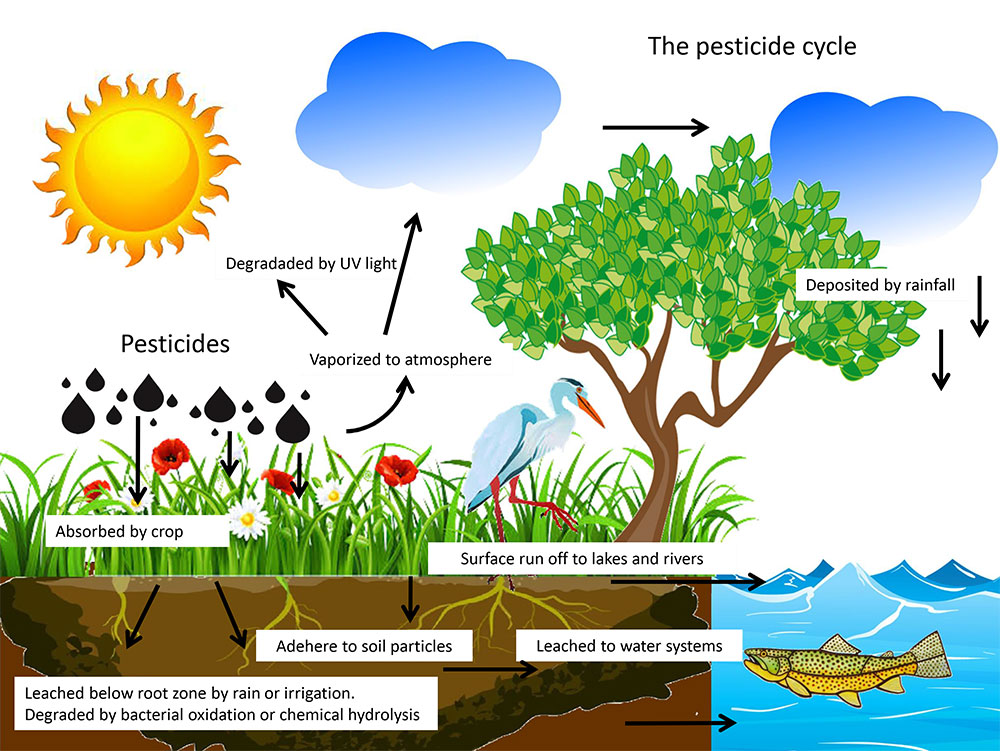 The pesticide cycle
Degradaded by UV light
Deposited by rainfall
Pesticides
Vaporized to atmosphere
Absorbed by crop
Surface run off to lakes and rivers
Adehere to soil particles
Leached to water systems
Leached below root zone by rain or irrigation.
Degraded by bacterial oxidation or chemical hydrolysis